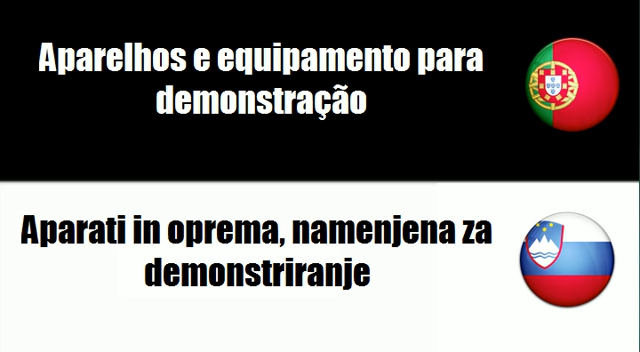 Aparelhos e equipamento para
demonstração
Aparati in oprema, namenjena za
demonstriranje